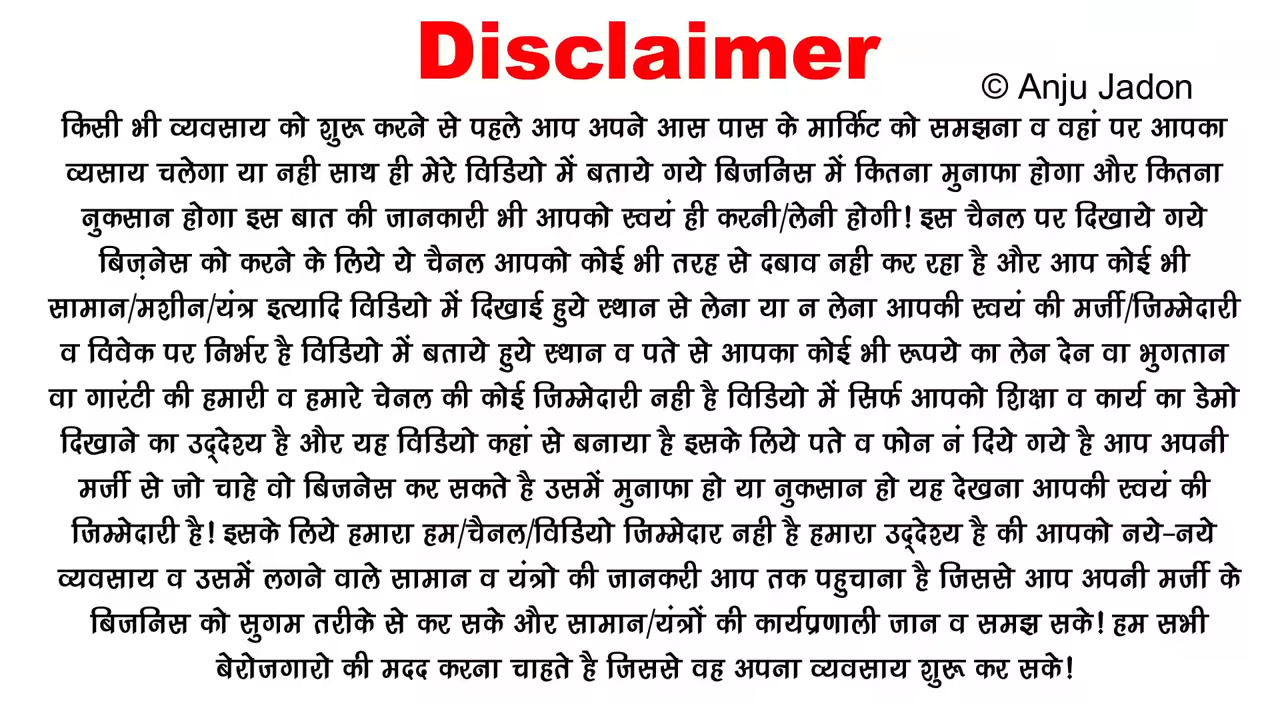 Disclaimer
© Anju Jadon
किसी भी व्यवसाय को शुरू करने से पहले आप अपने आस पास के मार्किट को समझना व वहां पर आपका
व्यसाय चलेगा या नही साथ ही मेरे विडियो में बताये गये बिजनिस में कितना मुनाफा होगा और कितना
नुकसान होगा इस बात की जानकारी भी आपको स्वयं ही करनी/लेनी होगी! इस चैनल पर दिखाये गये
बिज़नेस को करने के लिये ये चैनल आपको कोई भी तरह से दबाव नही कर रहा है और आप कोई भी
सामान/मशीन/यंत्र इत्यादि विडियो में दिखाई हुये स्थान से लेना या न लेना आपकी स्वयं की मर्जी/जिम्मेदारी
व विवेक पर निर्भर है विडियो में बताये हुये स्थान व पते से आपका कोई भी रूपये का लेन देन वा भुगतान
वा गारंटी की हमारी व हमारे चेनल की कोई जिम्मेदारी नही है विडियो में सिर्फ आपको शिक्षा व कार्य का डेमो
दिखाने का उद्देश्य है और यह विडियो कहां से बनाया है इसके लिये पते व फोन नं दिये गये है आप अपनी
मर्जी से जो चाहे वो बिजनेस कर सकते है उसमें मुनाफा हो या नुकसान हो यह देखना आपकी स्वयं की
जिम्मेदारी है! इसके लिये हमारा हम/चैनल/विडियो जिम्मेदार नही है हमारा उद्देश्य है की आपको नये-नये
व्यवसाय व उसमें लगने वाले सामान व यंत्रो की जानकरी आप तक पहुचाना है जिससे आप अपनी मर्जी के
बिजनिस को सुगम तरीके से कर सके और सामान/यंत्रों की कार्यप्रणाली जान व समझ सके! हम सभी
बेरोजगारो की मदद करना चाहते है जिससे वह अपना व्यवसाय शुरू कर सके!